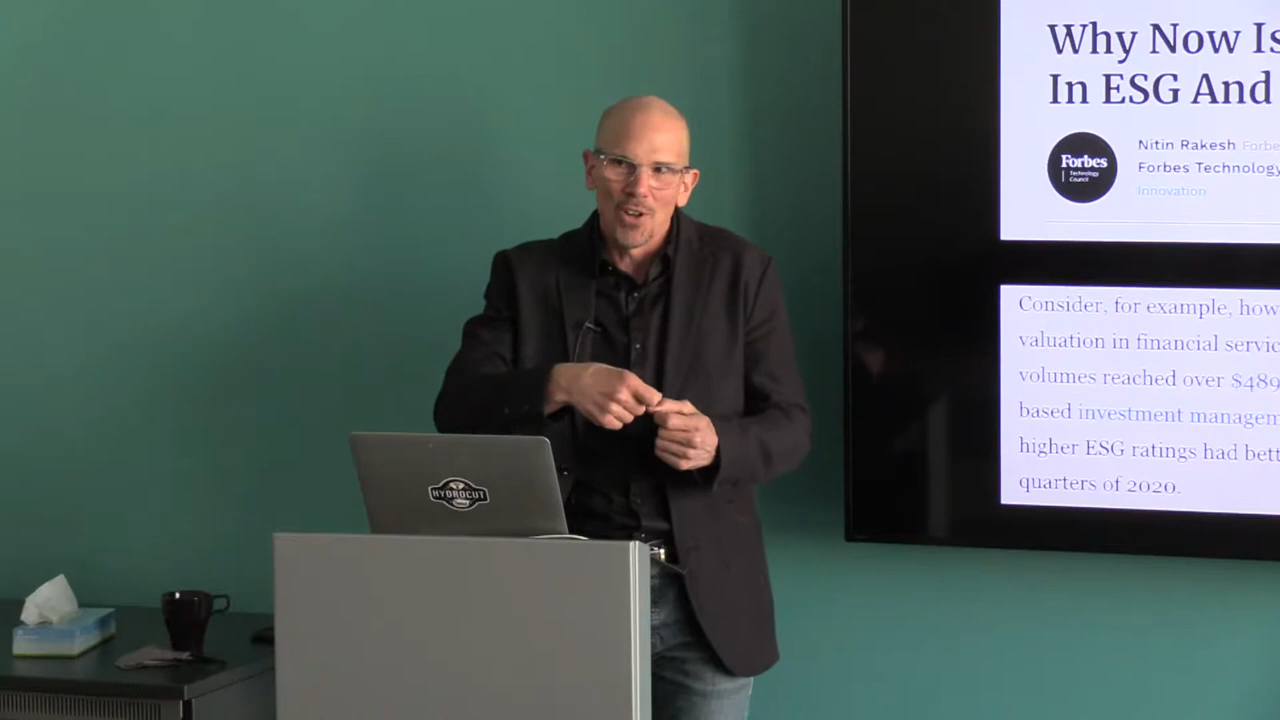 Why Now Is
In ESG And
Forbes
Technology
Council
Nitin Rakesh Forbe
Forbes Technology
Innovation
Consider, for example, how
valuation in financial servic
volumes reached over $489
based investment managem
higher ESG ratings had bett
quarters of 2020.
HYDROCUT